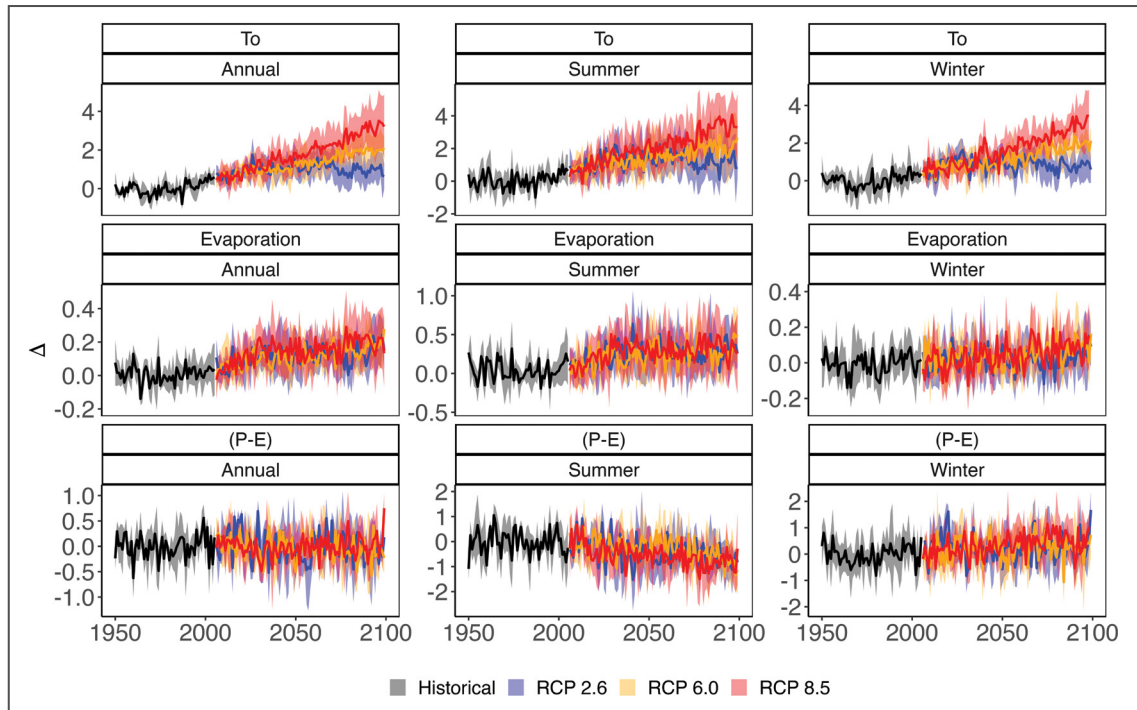 To To To
Annual Summer Winter
4 4 4
2 2 2
0 0 0
-2
Evaporation Evaporation Evaporation
Annual Summer Winter
0.4 1.0 0.4
0.2 0.5 0.2
0.0 0.0 0.0
-0.2 -0.5 -0.2
Δ
(P-E) (P-E) (P-E)
Annual Summer Winter
1.0 2 2
0.5 1 1
0.0 0 0
-0.5 -1 -1
-1.0 -2 -2
1950 2000 2050 2100 1950 2000 2050 2100 1950 2000 2050 2100
Historical RCP 2.6 RCP 6.0 RCP 8.5